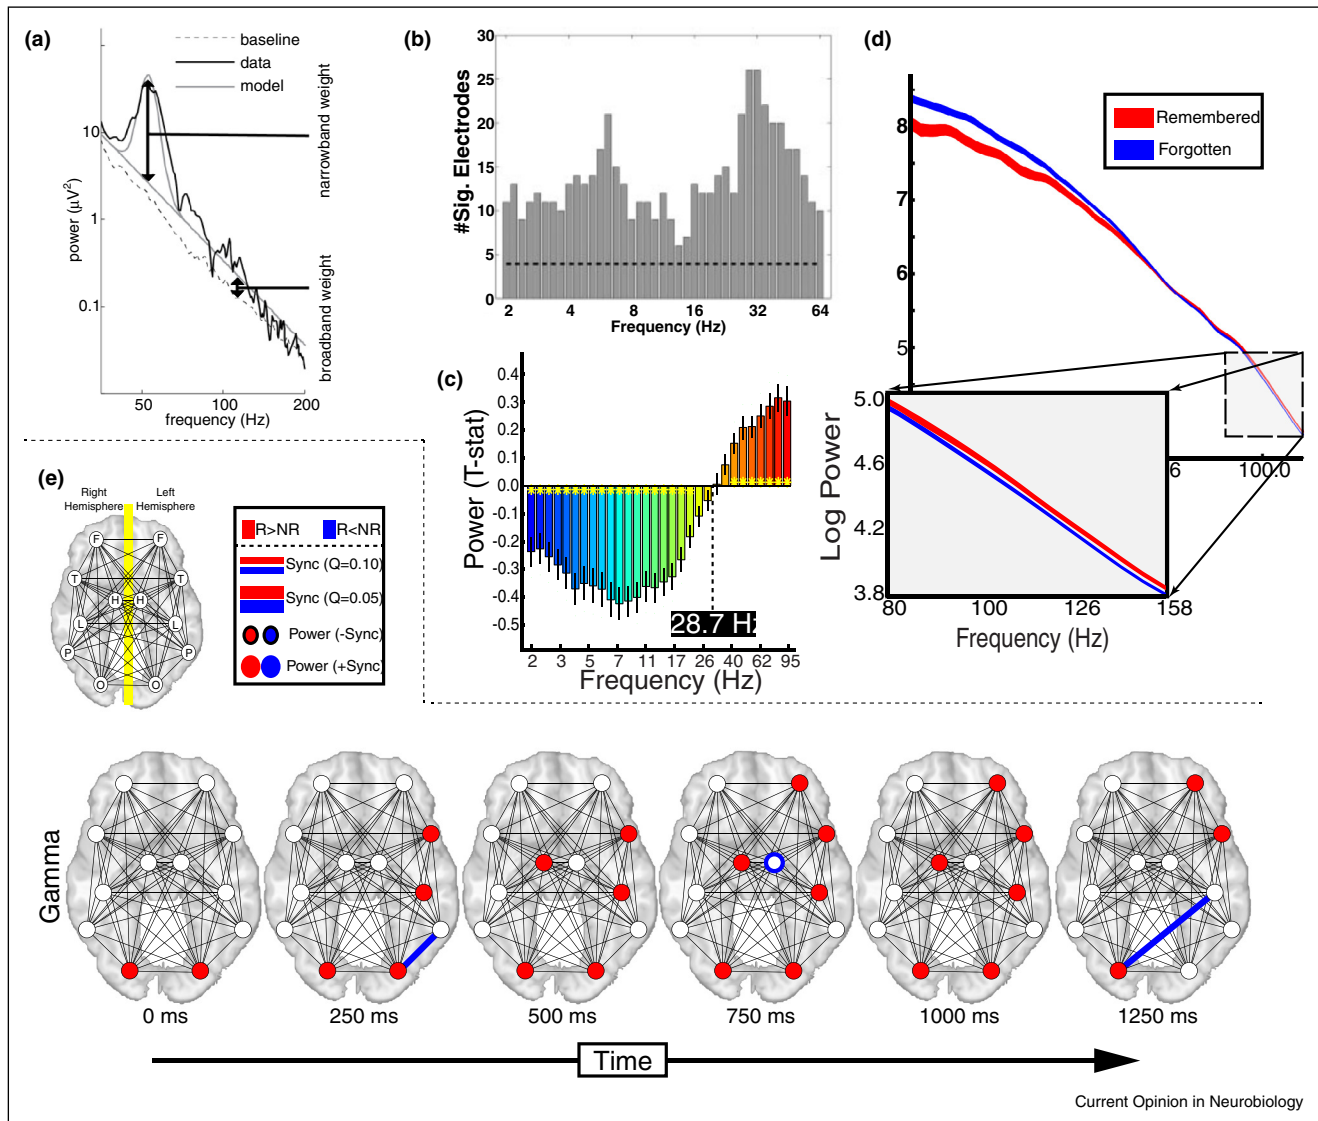 (a)
baseline
data
model
10
1
0.1
power (µV²)
50
100
200
frequency (Hz)
narrowband weight
broadband weight
(b)
#Sig. Electrodes
30
25
20
15
10
5
0
2 4 8 16 32 64
Frequency (Hz)
(c)
Power (T-stat)
0.4
0.3
0.2
0.1
0.0
-0.1
-0.2
-0.3
-0.4
-0.5
28.7 Hz
2 3 5 7 11 17 26 40 62 95
Frequency (Hz)
(d)
Remembered
Forgotten
8
7
6
5
6 100.0
Log Power
5.0
4.6
4.2
3.8
80 100 126 158
Frequency (Hz)
(e)
Right Hemisphere
Left Hemisphere
F F
T T
H H
L L
P P
O O
R>NR R<NR
Sync (Q=0.10)
Sync (Q=0.05)
Power (-Sync)
Power (+Sync)
Gamma
0 ms 250 ms 500 ms 750 ms 1000 ms 1250 ms
Time
Current Opinion in Neurobiology